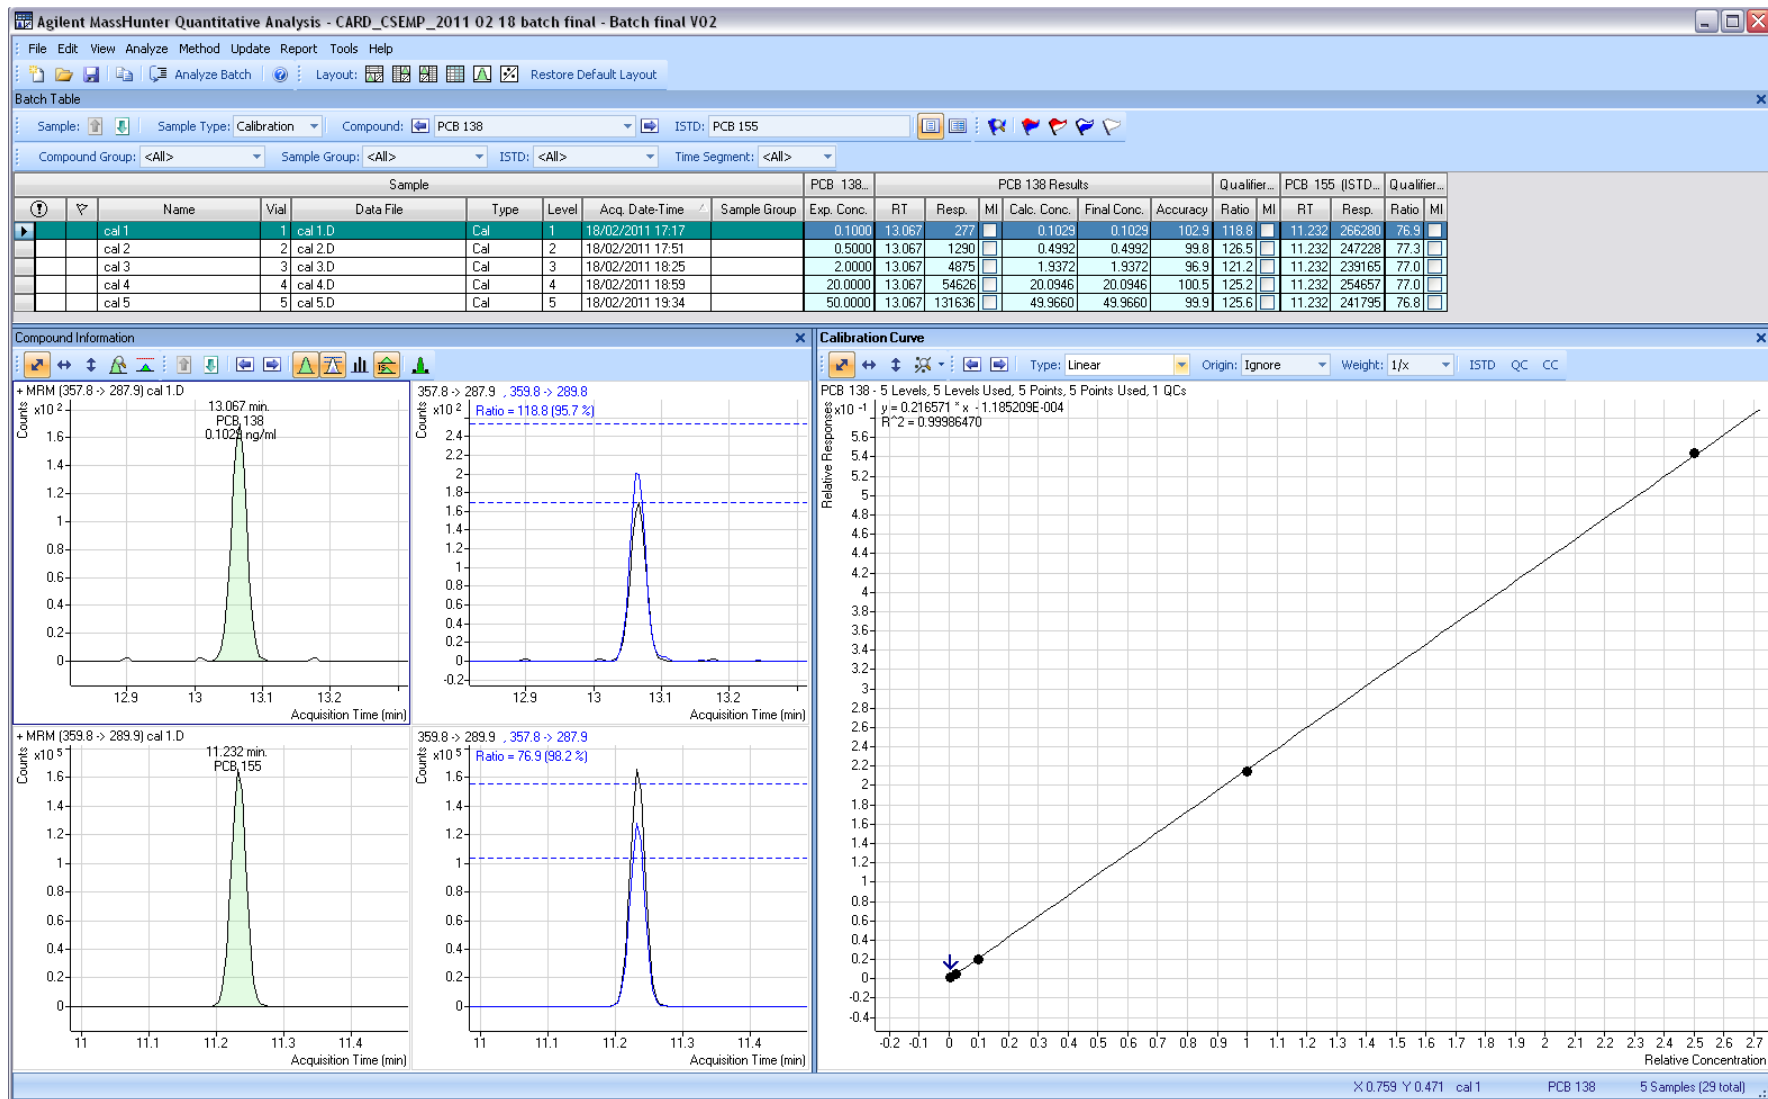 Agilent MassHunter Quantitative Analysis - CARD_CSEMP_2011 02 18 batch final - Batch final V02
File Edit View Analyze Method Update Report Tools Help
Analyze Batch Layout: Restore Default Layout
Batch Table
Sample: Sample Type: Calibration Compound: PCB 138 ISTD: PCB 155
Compound Group: <All> Sample Group: <All> ISTD: <All> Time Segment: <All>
Sample PCB 138... PCB 138 Results Qualifier... PCB 155 (ISTD... Qualifier...
Name Vial Data File Type Level Acq. Date-Time Sample Group Exp. Conc. RT Resp. MI Calc. Conc. Final Conc. Accuracy Ratio MI RT Resp. Ratio MI
cal 1 1 cal 1.D Cal 1 18/02/2011 17:17 0.1000 13.067 277 0.1029 0.1029 102.9 118.8 11.232 266280 76.9
cal 2 2 cal 2.D Cal 2 18/02/2011 17:51 0.5000 13.067 1290 0.4992 0.4992 99.8 126.5 11.232 247228 77.3
cal 3 3 cal 3.D Cal 3 18/02/2011 18:25 2.0000 13.067 4875 1.9372 1.9372 96.9 121.2 11.232 239165 77.0
cal 4 4 cal 4.D Cal 4 18/02/2011 18:59 20.0000 13.067 54626 20.0946 20.0946 100.5 125.2 11.232 254657 77.0
cal 5 5 cal 5.D Cal 5 18/02/2011 19:34 50.0000 13.067 131636 49.9660 49.9660 99.9 125.6 11.232 241795 76.8
Compound Information
+ MRM (357.8 -> 287.9) cal 1.D
Counts
x10 2
13.067 min.
PCB 138
0.1029 ng/ml
1.6
1.4
1.2
1
0.8
0.6
0.4
0.2
0
12.9 13 13.1 13.2
Acquisition Time (min)
357.8 -> 287.9 , 359.8 -> 289.8
Counts
x10 2
Ratio = 118.8 (95.7 %)
2.4
2.2
2
1.8
1.6
1.4
1.2
1
0.8
0.6
0.4
0.2
0
-0.2
12.9 13 13.1 13.2
Acquisition Time (min)
+ MRM (359.8 -> 289.9) cal 1.D
Counts
x10 5
11.232 min.
PCB 155
1.6
1.4
1.2
1
0.8
0.6
0.4
0.2
0
11 11.1 11.2 11.3 11.4
Acquisition Time (min)
359.8 -> 289.9 , 357.8 -> 287.9
Counts
x10 5
Ratio = 76.9 (98.2 %)
1.6
1.4
1.2
1
0.8
0.6
0.4
0.2
0
11 11.1 11.2 11.3 11.4
Acquisition Time (min)
Calibration Curve
Type: Linear Origin: Ignore Weight: 1/x ISTD QC CC
PCB 138 - 5 Levels, 5 Levels Used, 5 Points, 5 Points Used, 1 QCs
Relative Responses
x10 -1
y = 0.216571 * x - 1.185209E-004
R^2 = 0.99986470
5.6
5.4
5.2
5
4.8
4.6
4.4
4.2
4
3.8
3.6
3.4
3.2
3
2.8
2.6
2.4
2.2
2
1.8
1.6
1.4
1.2
1
0.8
0.6
0.4
0.2
0
-0.2
-0.4
-0.2 -0.1 0 0.1 0.2 0.3 0.4 0.5 0.6 0.7 0.8 0.9 1 1.1 1.2 1.3 1.4 1.5 1.6 1.7 1.8 1.9 2 2.1 2.2 2.3 2.4 2.5 2.6 2.7
Relative Concentration
X 0.759 Y 0.471 cal 1 PCB 138 5 Samples (29 total)